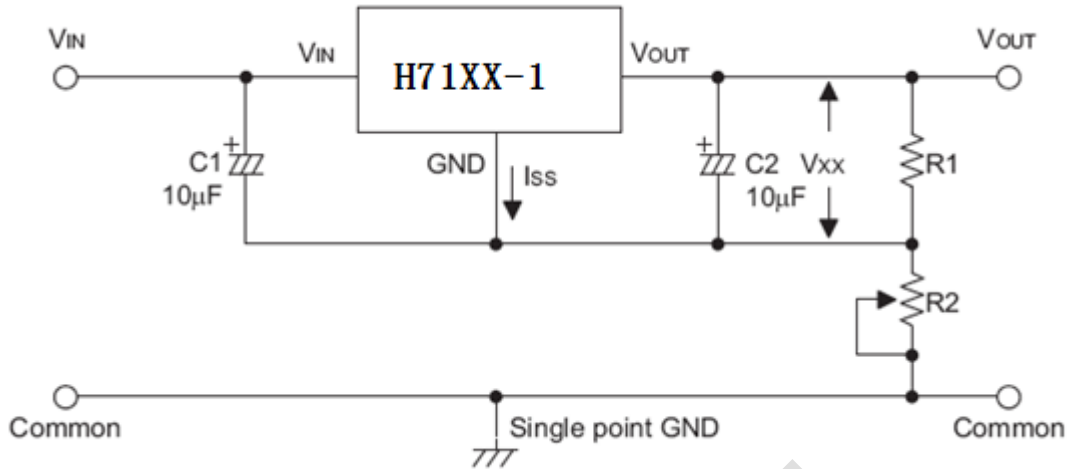 VIN
VIN
H71XX-1
VOUT
VOUT
C1
10µF
+
GND
ISS
+
C2
10µF
VXX
R1
R2
Common
Single point GND
Common